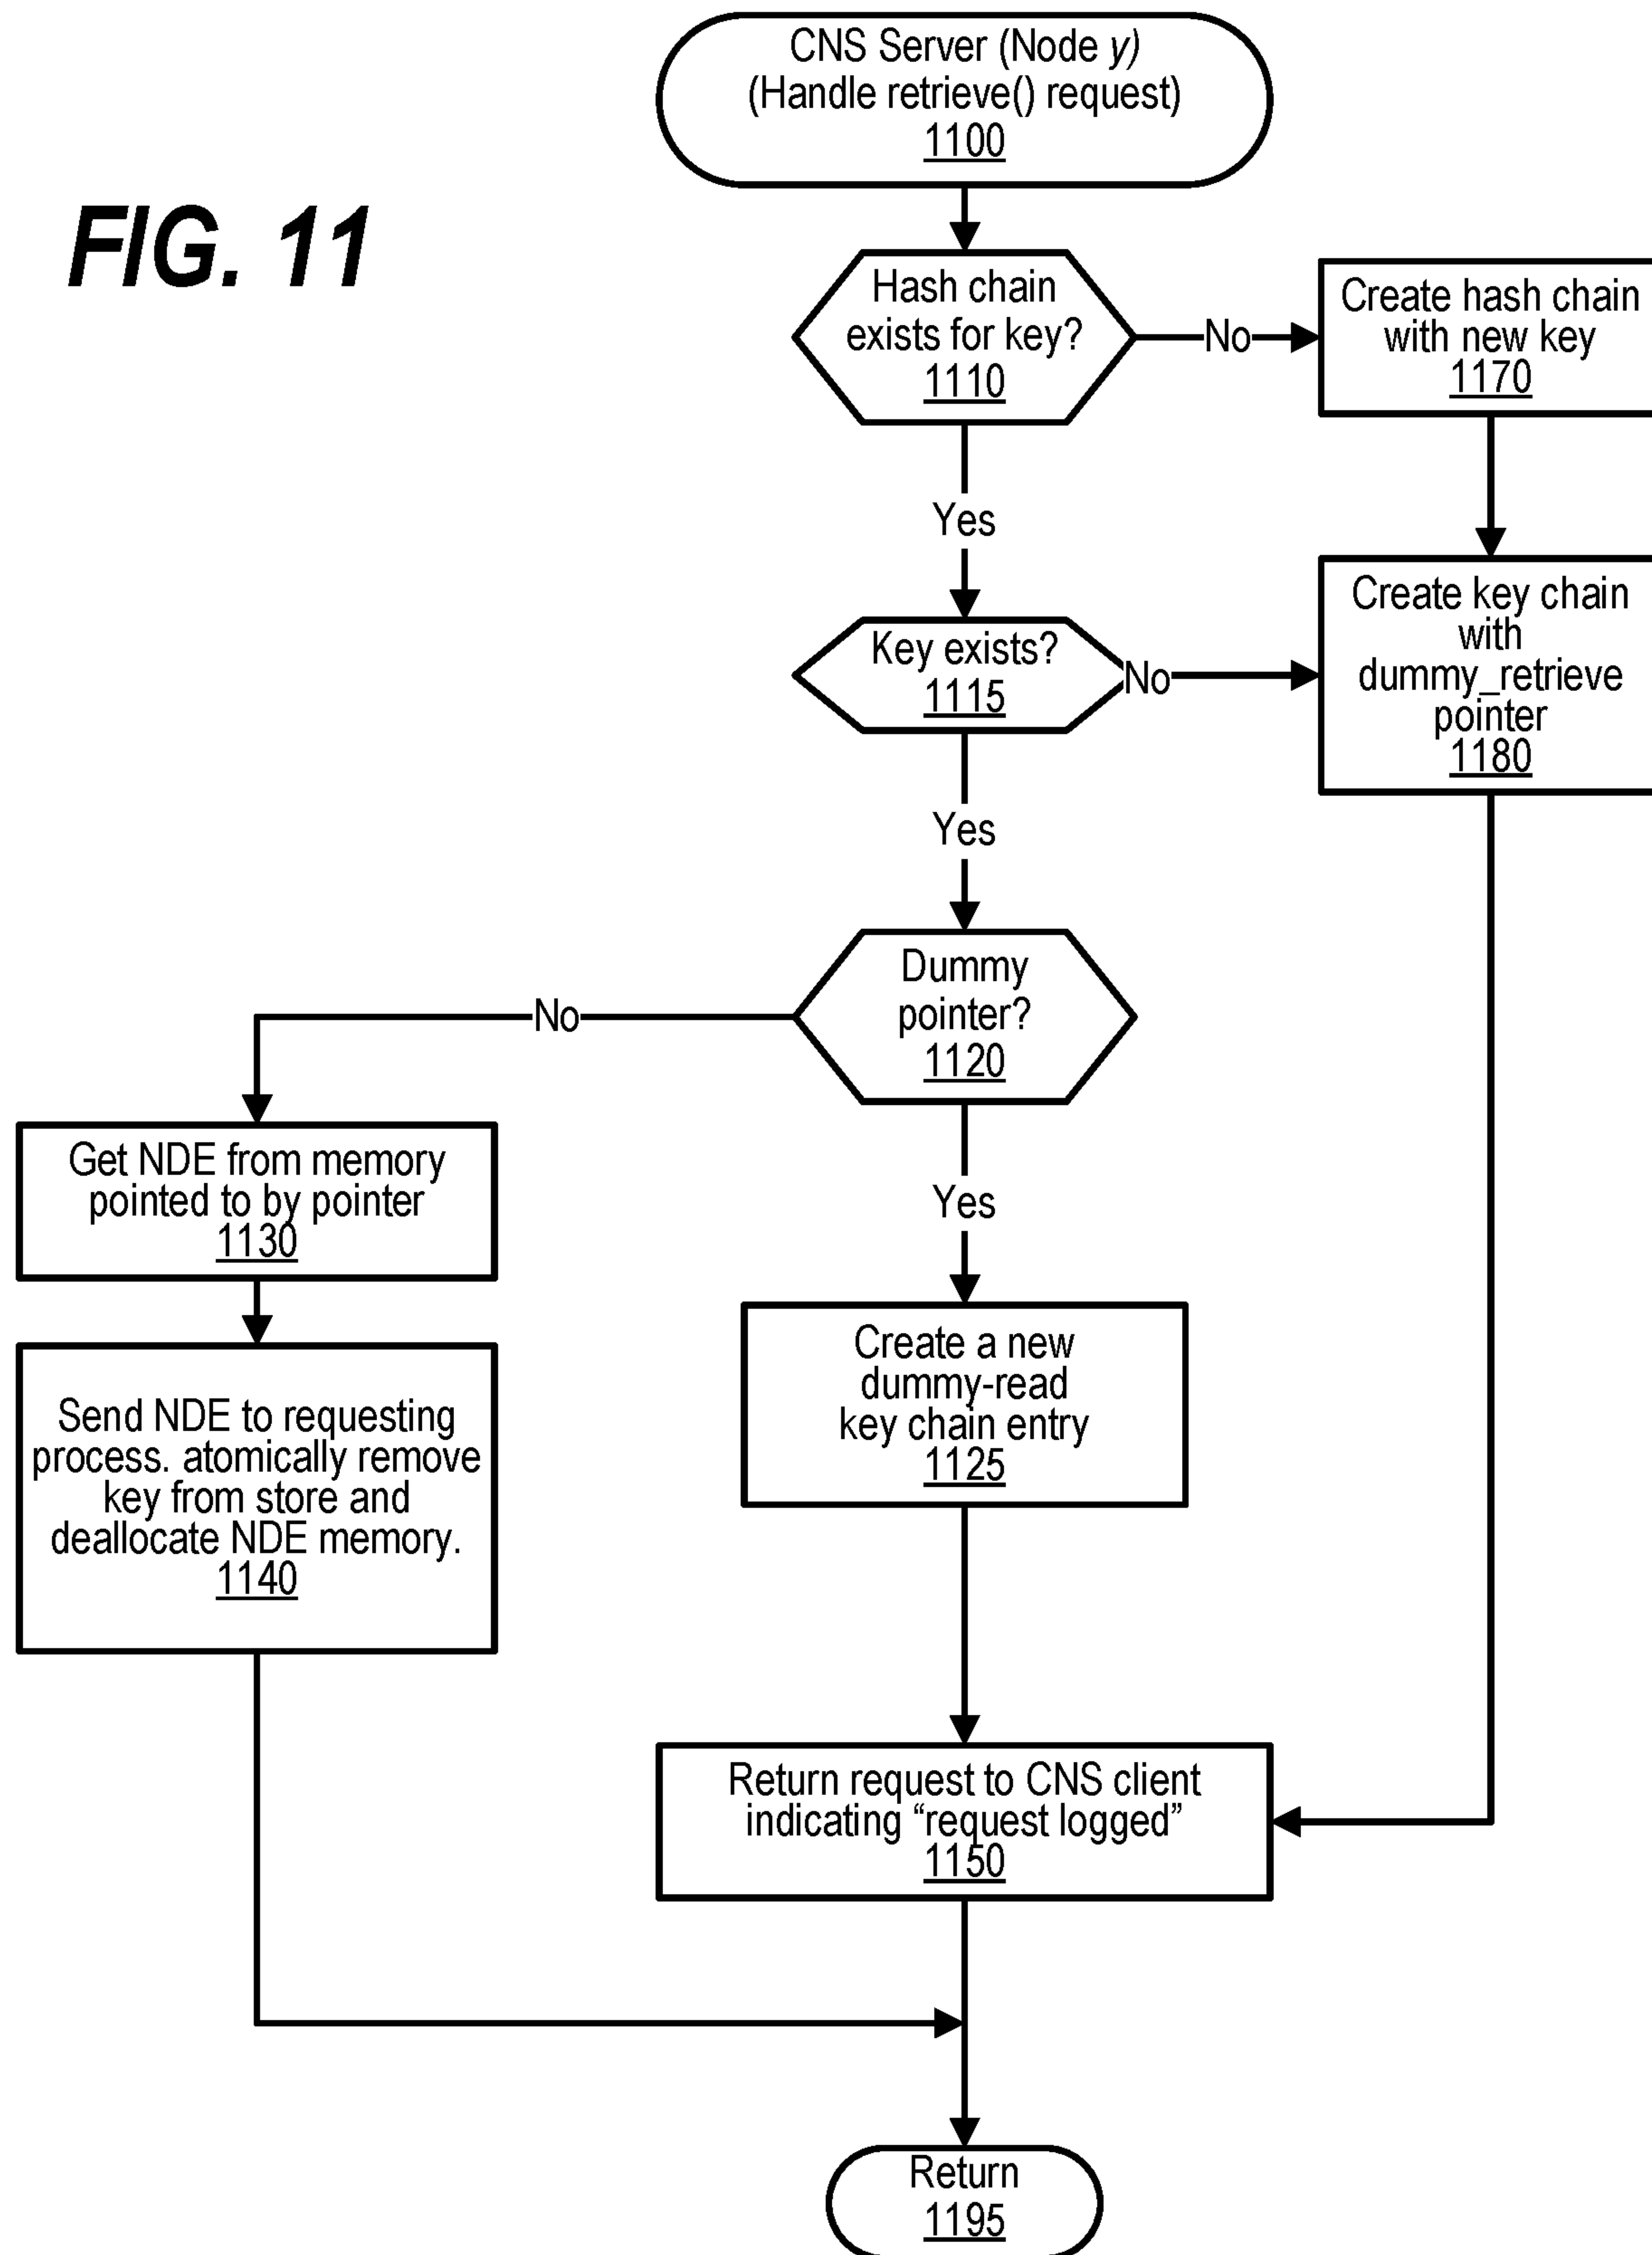 CNS Server (Node y)
(Handle retrieve() request)
1100
FIG. 11
Hash chain
exists for key?
1110
No
Create hash chain
with new key
1170
Yes
Key exists?
1115
No
Create key chain
with
dummy_retrieve
pointer
1180
Yes
Dummy
pointer?
1120
No
Get NDE from memory
pointed to by pointer
1130
Yes
Send NDE to requesting
process. atomically remove
key from store and
deallocate NDE memory.
1140
Create a new
dummy-read
key chain entry
1125
Return request to CNS client
indicating “request logged”
1150
Return
1195